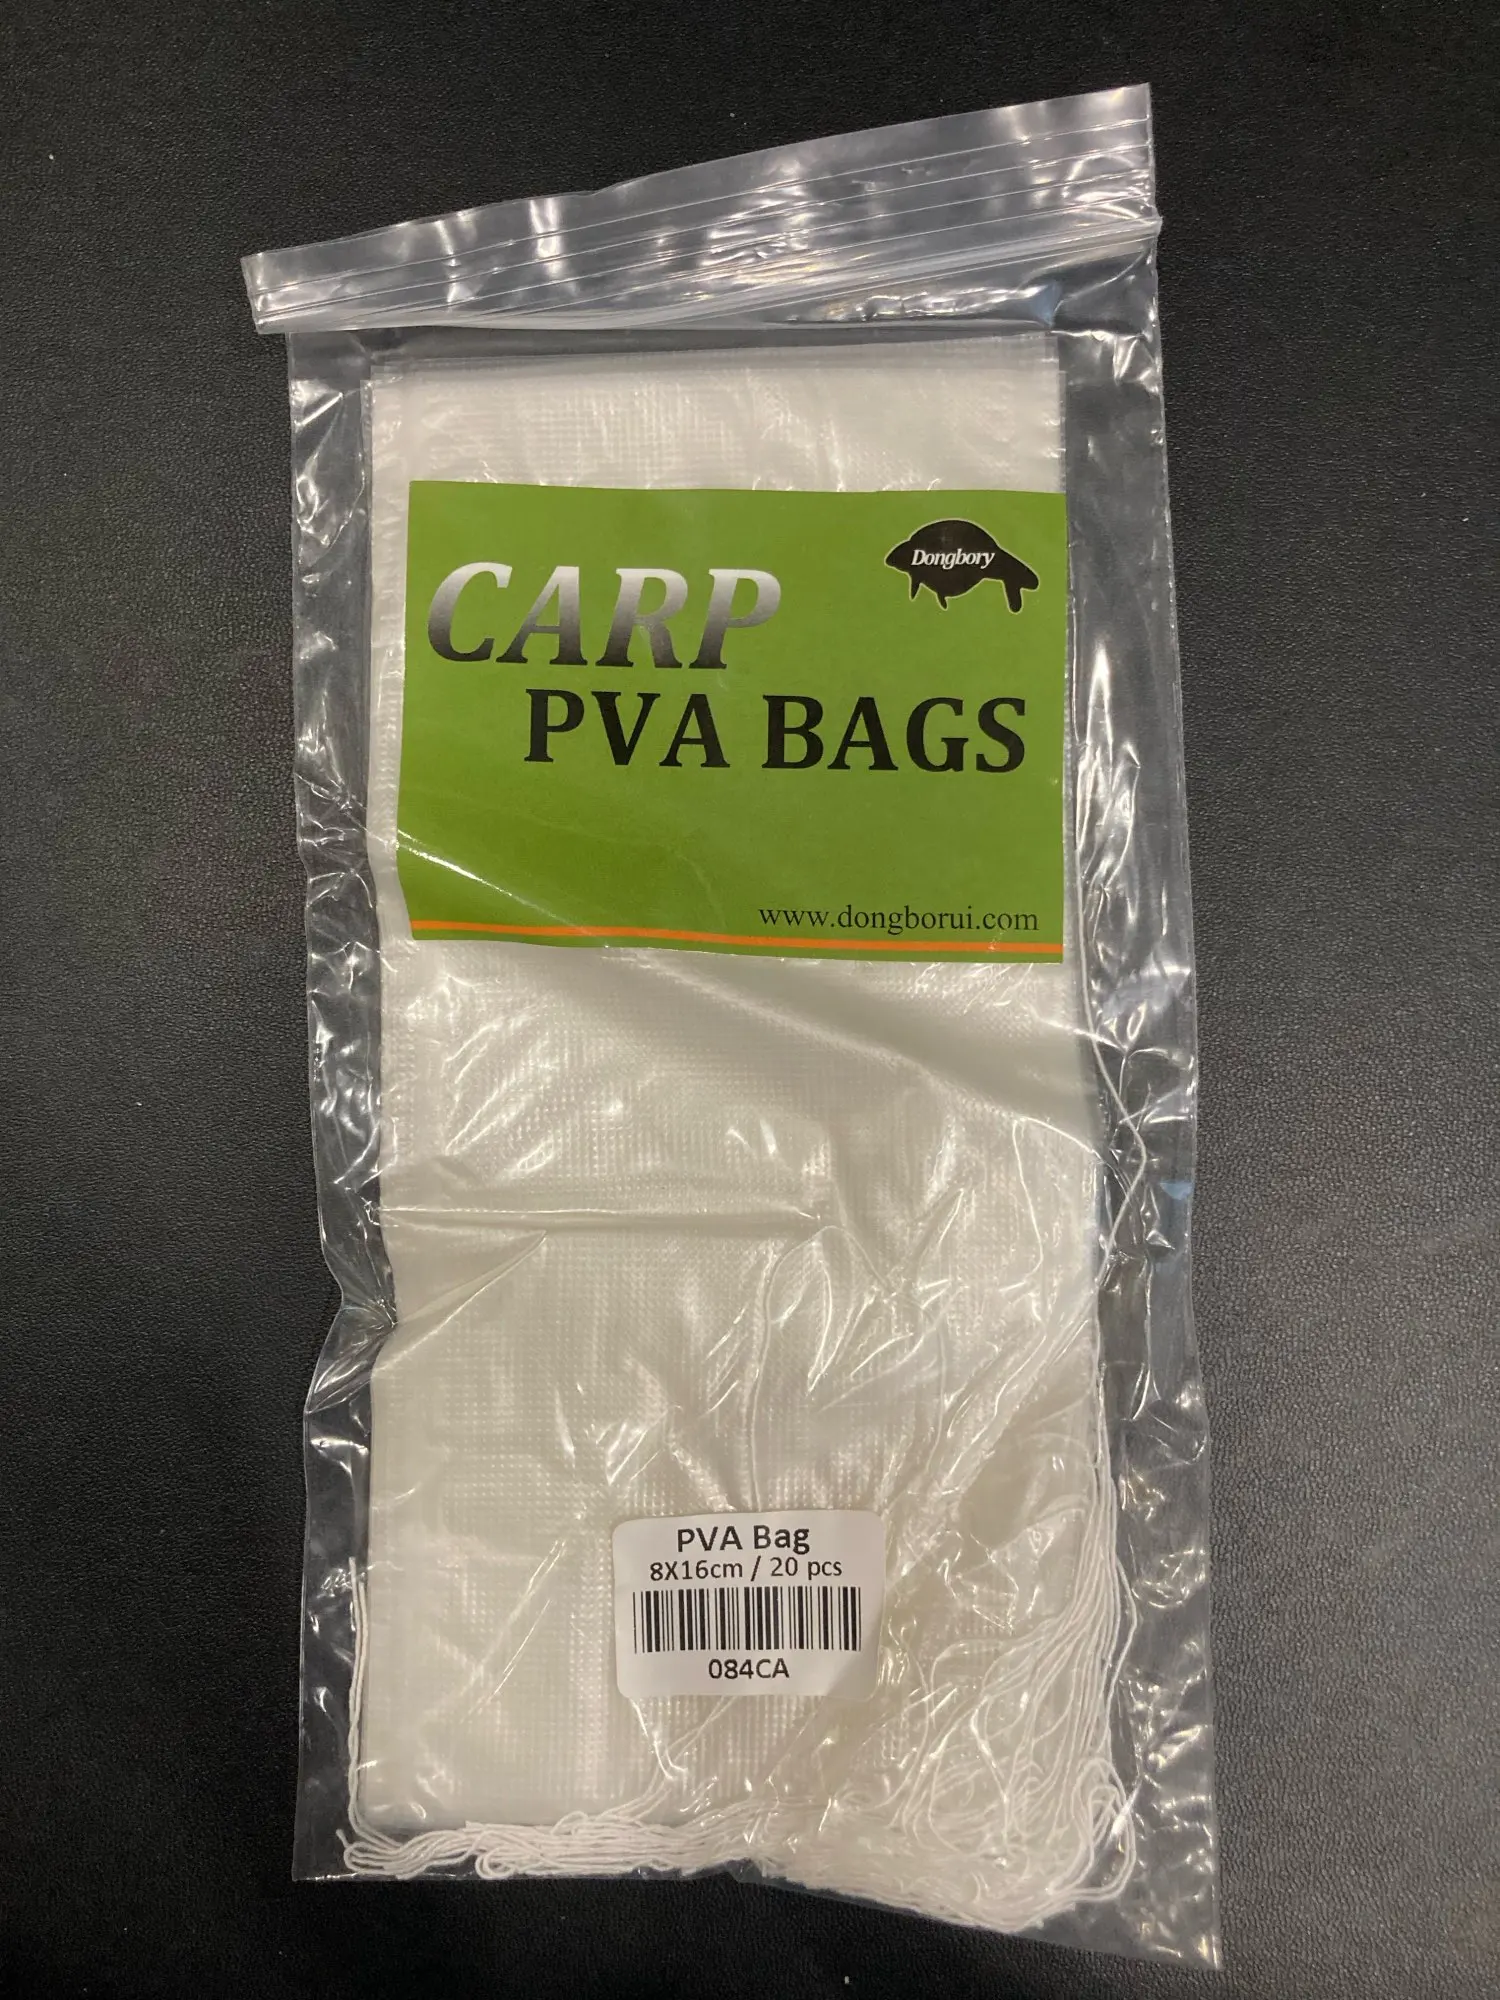 Dongbory
CARP
PVA BAGS
www.dongborui.com
PVA Bag
8X16cm / 20 pcs
084CA